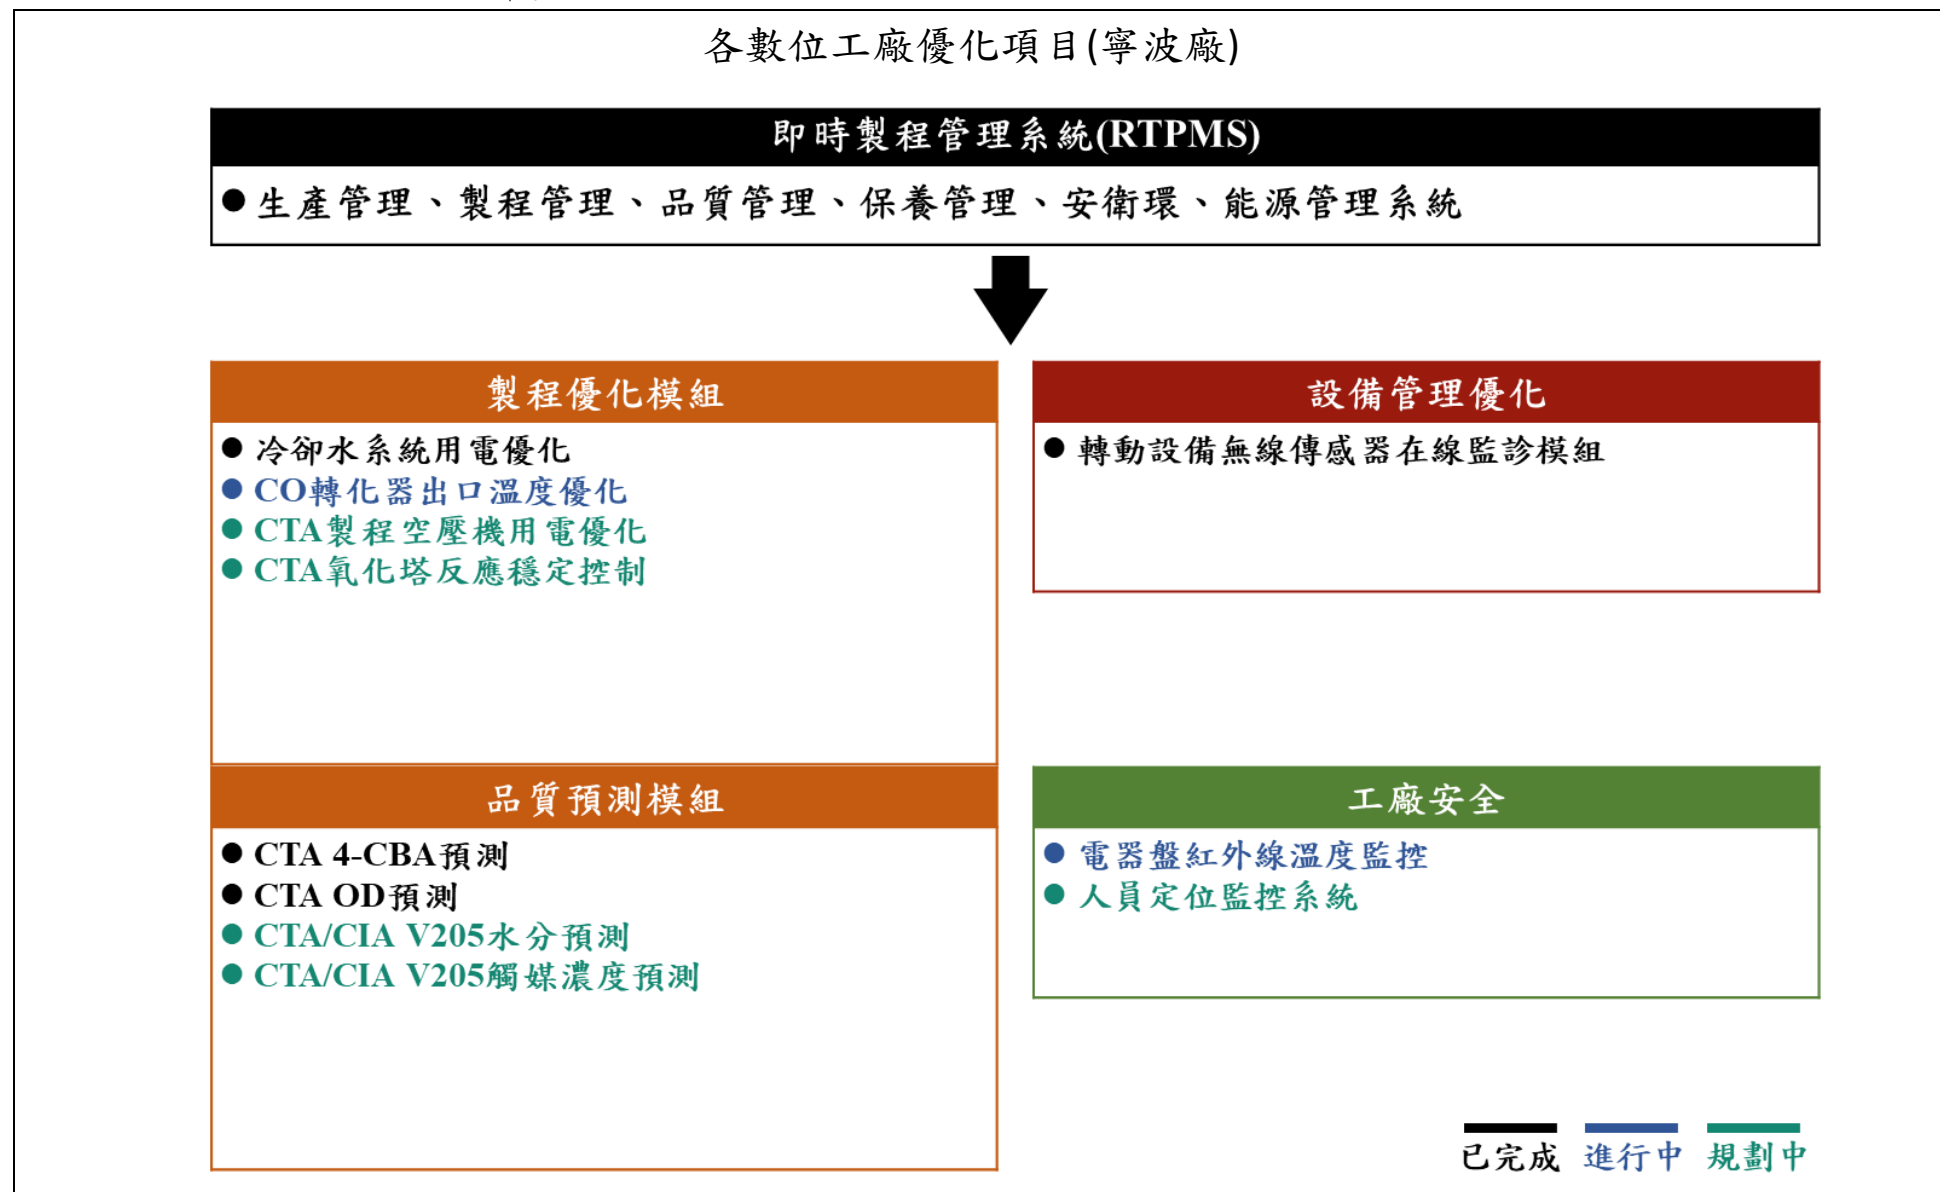 各數位工廠優化項目(寧波廠)
即時製程管理系統(RTPMS)
●生產管理、製程管理、品質管理、保養管理、安衛環、能源管理系統
製程優化模組
● 冷卻水系統用電優化
● CO轉化器出口溫度優化
● CTA製程空壓機用電優化
● CTA氧化塔反應穩定控制
設備管理優化
● 轉動設備無線傳感器在線監診模組
品質預測模組
● CTA 4-CBA預測
● CTA OD預測
● CTA/CIA V205水分預測
● CTA/CIA V205觸媒濃度預測
工廠安全
● 電器盤紅外線溫度監控
● 人員定位監控系統
已完成 進行中 規劃中